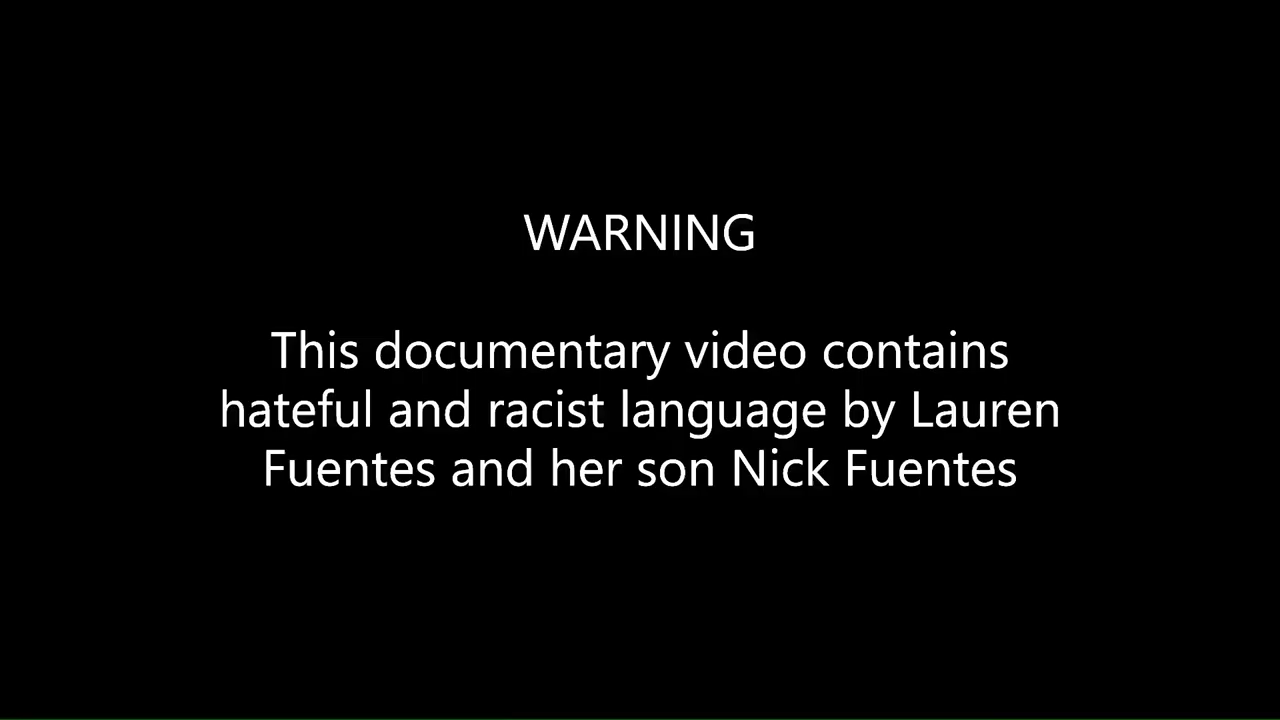 WARNING
This documentary video contains
hateful and racist language by Lauren
Fuentes and her son Nick Fuentes